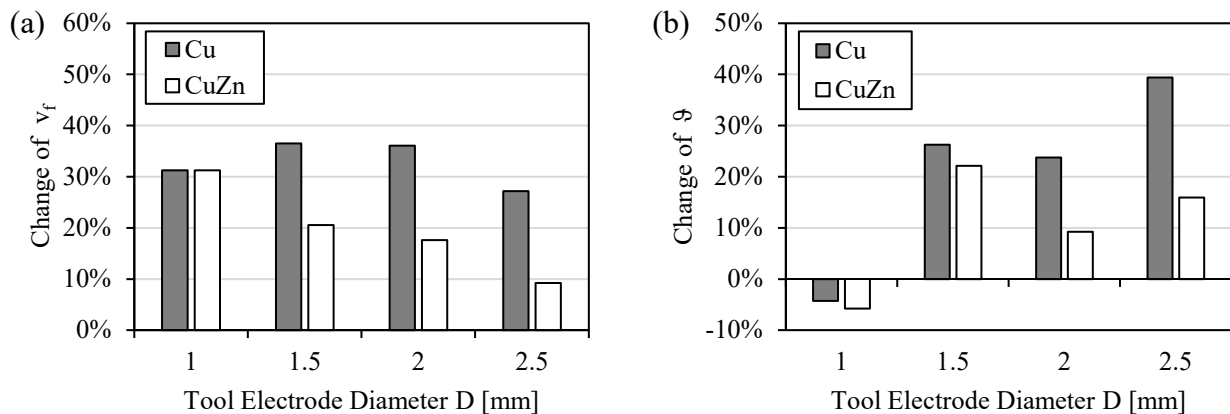 (a)
60%
50%
40%
30%
20%
10%
0%
Change of v_f
Cu
CuZn
1 1.5 2 2.5
Tool Electrode Diameter D [mm]
(b)
50%
40%
30%
20%
10%
0%
-10%
Change of ϑ
Cu
CuZn
1 1.5 2 2.5
Tool Electrode Diameter D [mm]